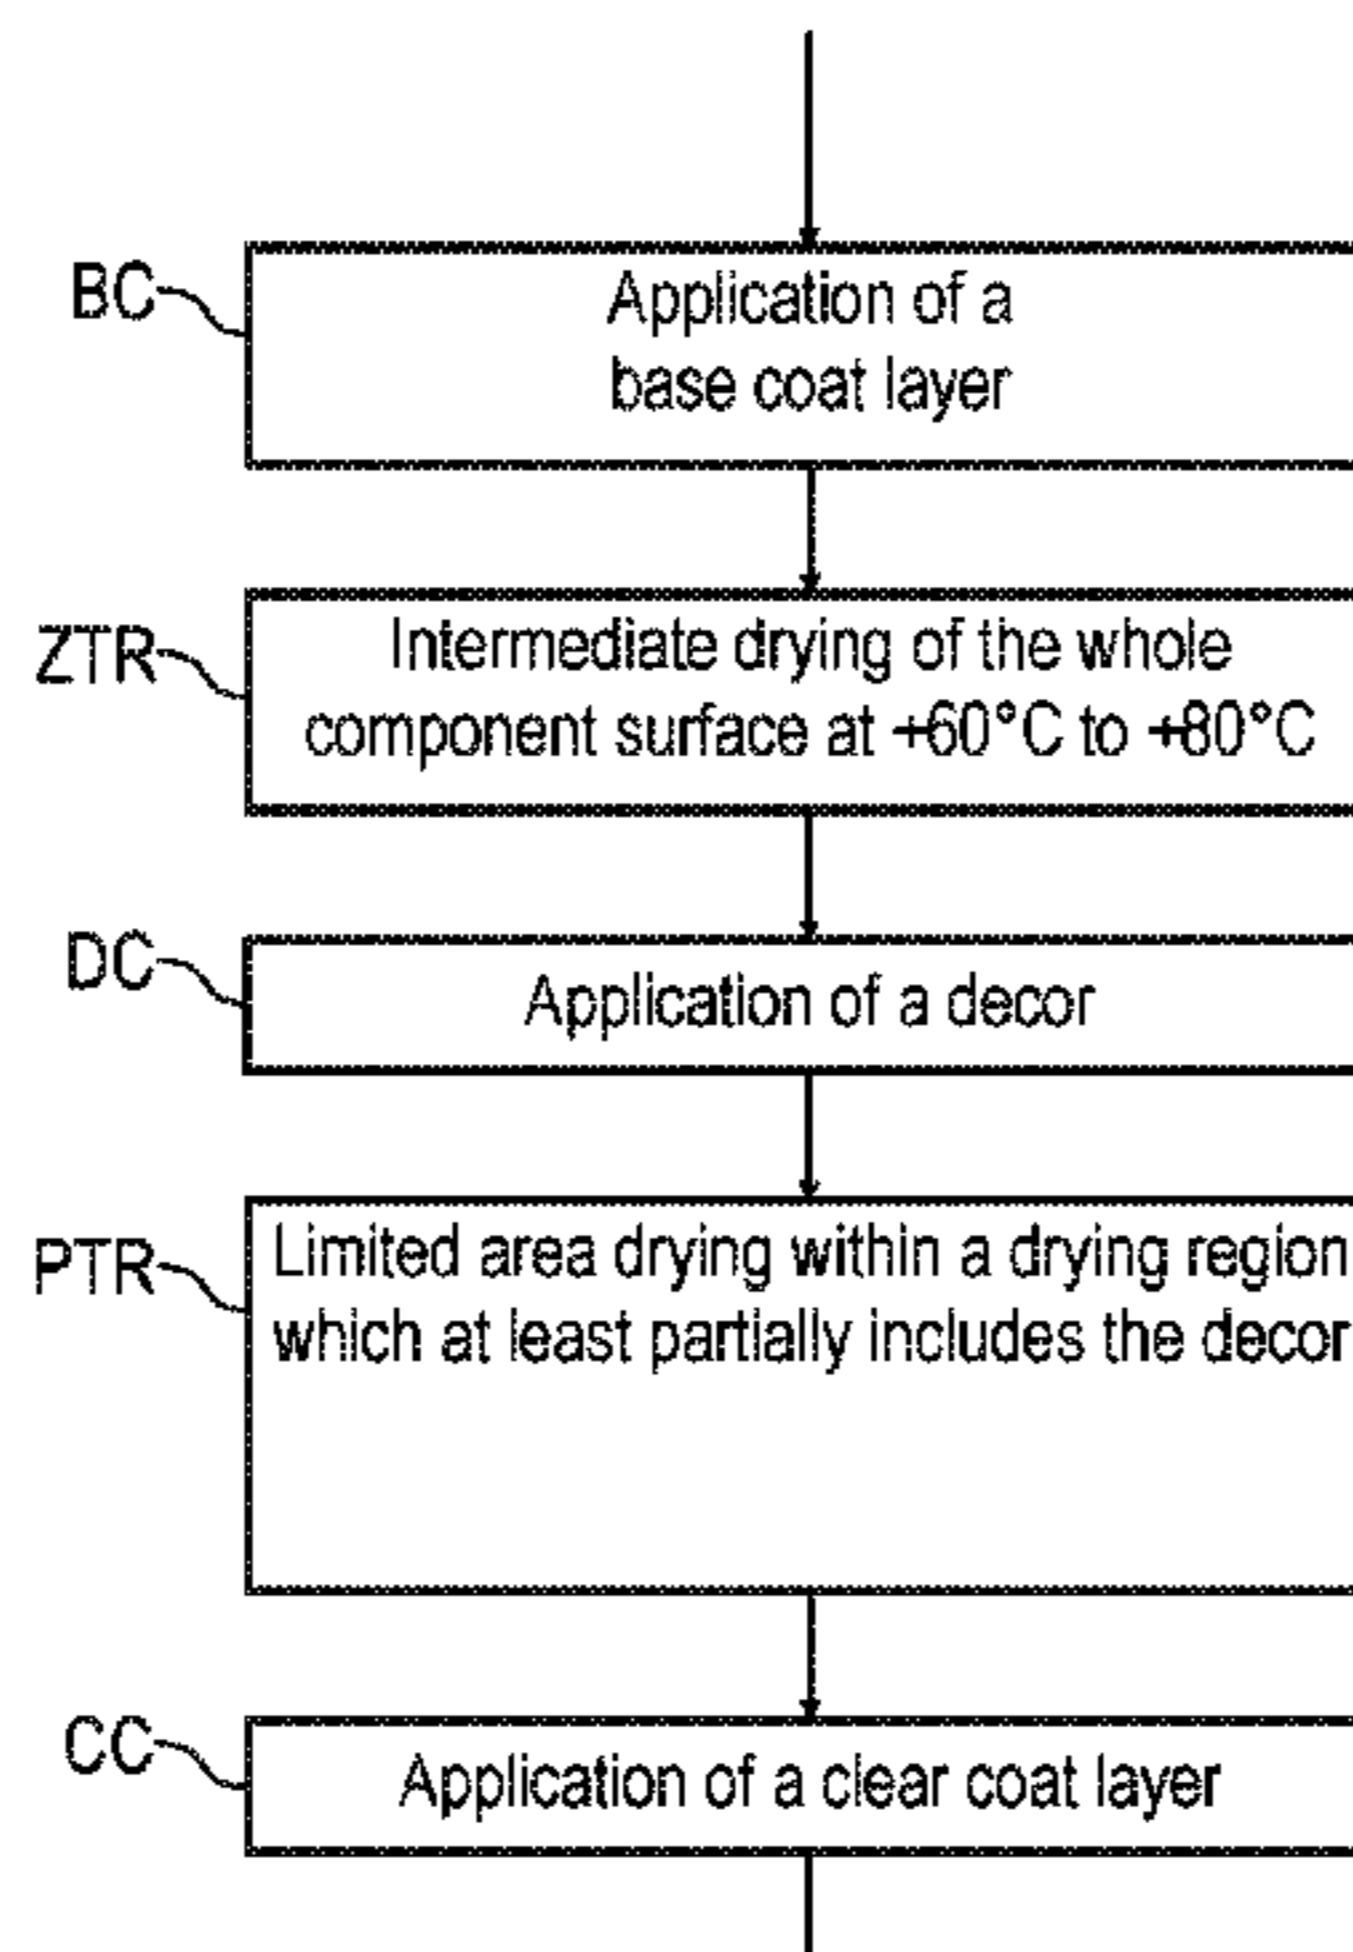 BC
Application of a
base coat layer
ZTR
Intermediate drying of the whole
component surface at +60°C to +80°C
DC
Application of a decor
PTR
Limited area drying within a drying region
which at least partially includes the decor
CC
Application of a clear coat layer